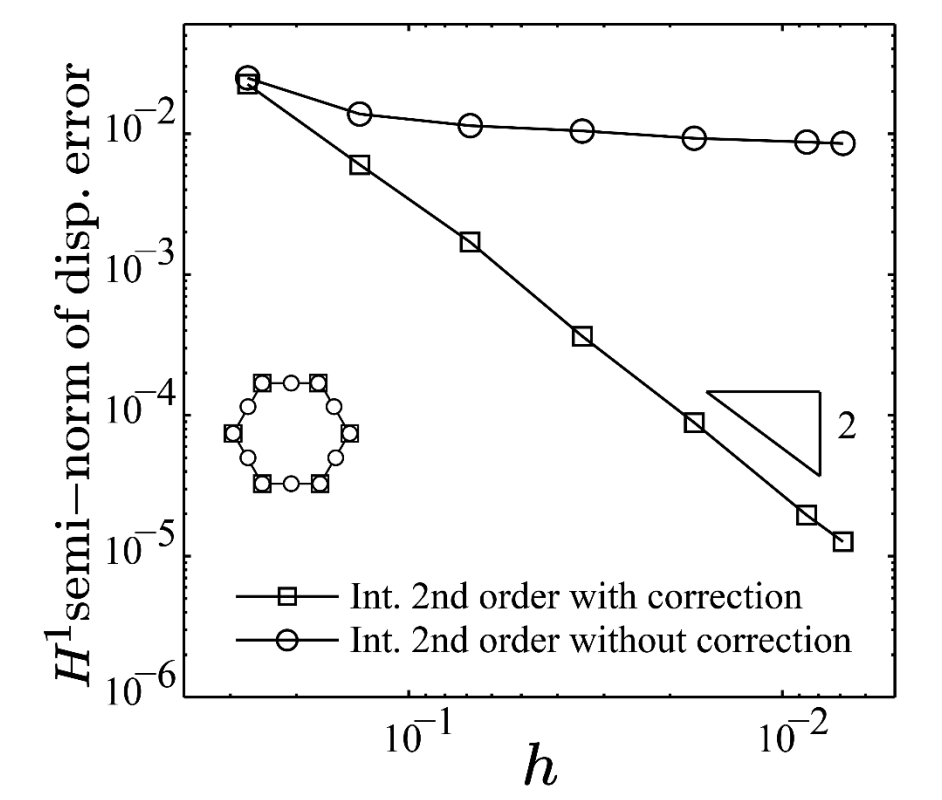 H¹semi−norm of disp. error
10⁻²
10⁻³
10⁻⁴
10⁻⁵
10⁻⁶
2
Int. 2nd order with correction
Int. 2nd order without correction
10⁻¹
10⁻²
h